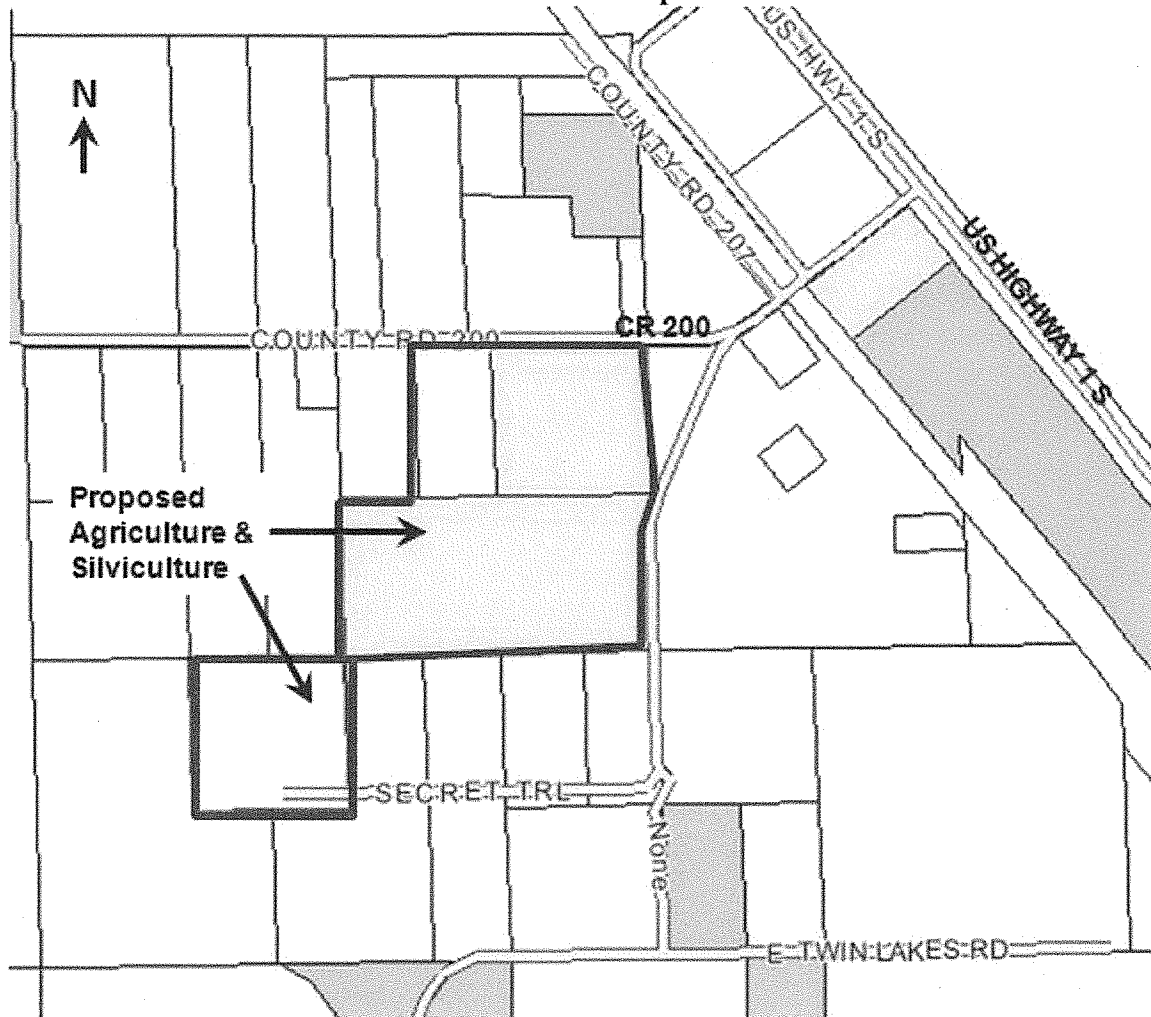 US HWY 1 S
COUNTY RD 207
N
US HIGHWAY 1 S
CR 200
COUNTY RD 200
Proposed
Agriculture &
Silviculture
SECRET TRL
None
E TWIN LAKES RD